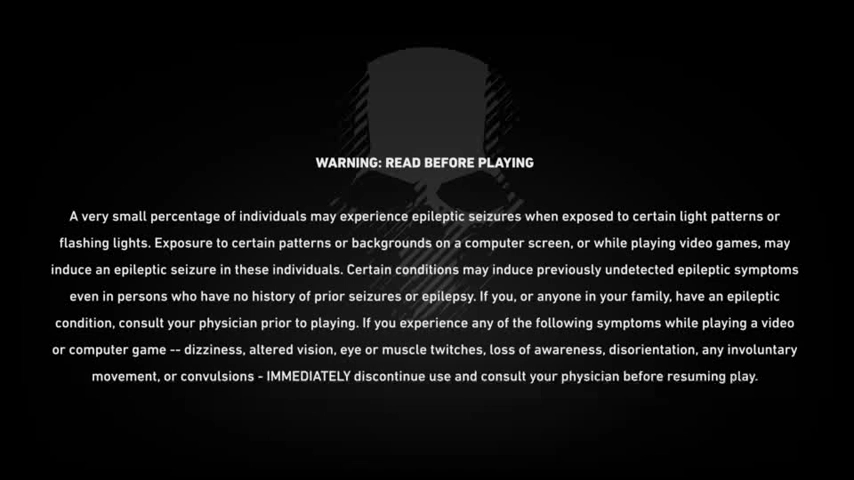 WARNING: READ BEFORE PLAYING
A very small percentage of individuals may experience epileptic seizures when exposed to certain light patterns or
flashing lights. Exposure to certain patterns or backgrounds on a computer screen, or while playing video games, may
induce an epileptic seizure in these individuals. Certain conditions may induce previously undetected epileptic symptoms
even in persons who have no history of prior seizures or epilepsy. If you, or anyone in your family, have an epileptic
condition, consult your physician prior to playing. If you experience any of the following symptoms while playing a video
or computer game -- dizziness, altered vision, eye or muscle twitches, loss of awareness, disorientation, any involuntary
movement, or convulsions - IMMEDIATELY discontinue use and consult your physician before resuming play.